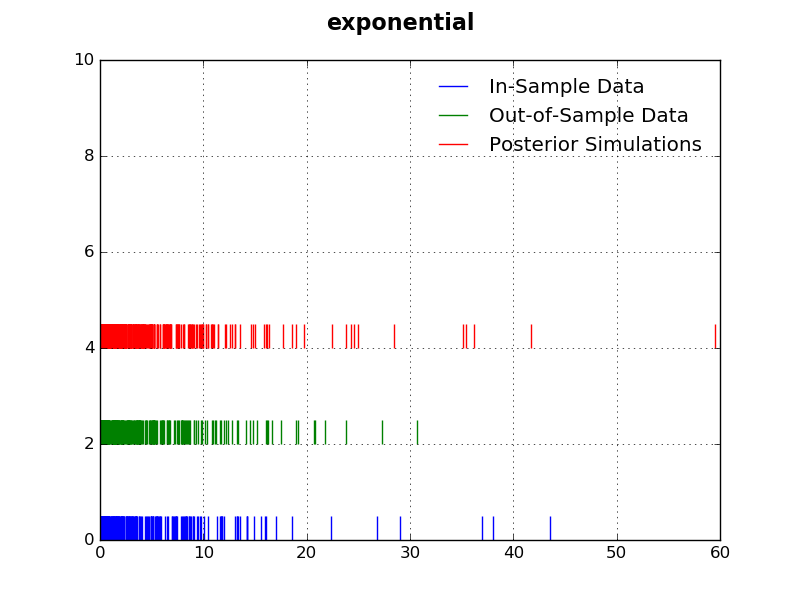 exponential
10
8
6
4
2
0
0 10 20 30 40 50 60
In-Sample Data
Out-of-Sample Data
Posterior Simulations